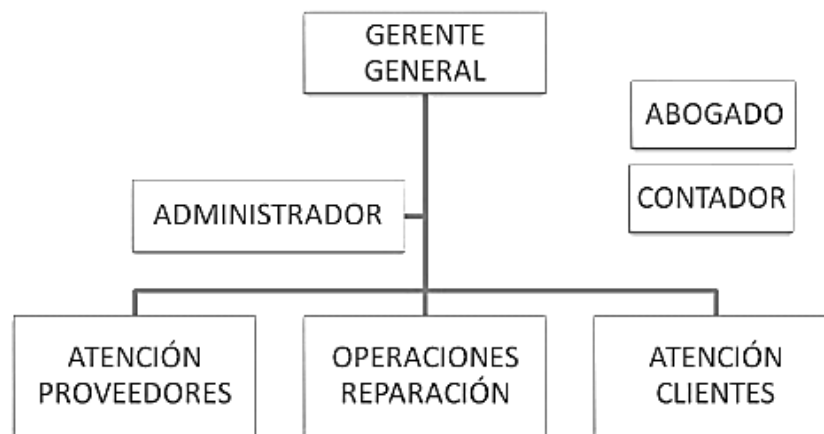 GERENTE
GENERAL
ABOGADO
CONTADOR
ADMINISTRADOR
ATENCIÓN
PROVEEDORES
OPERACIONES
REPARACIÓN
ATENCIÓN
CLIENTES